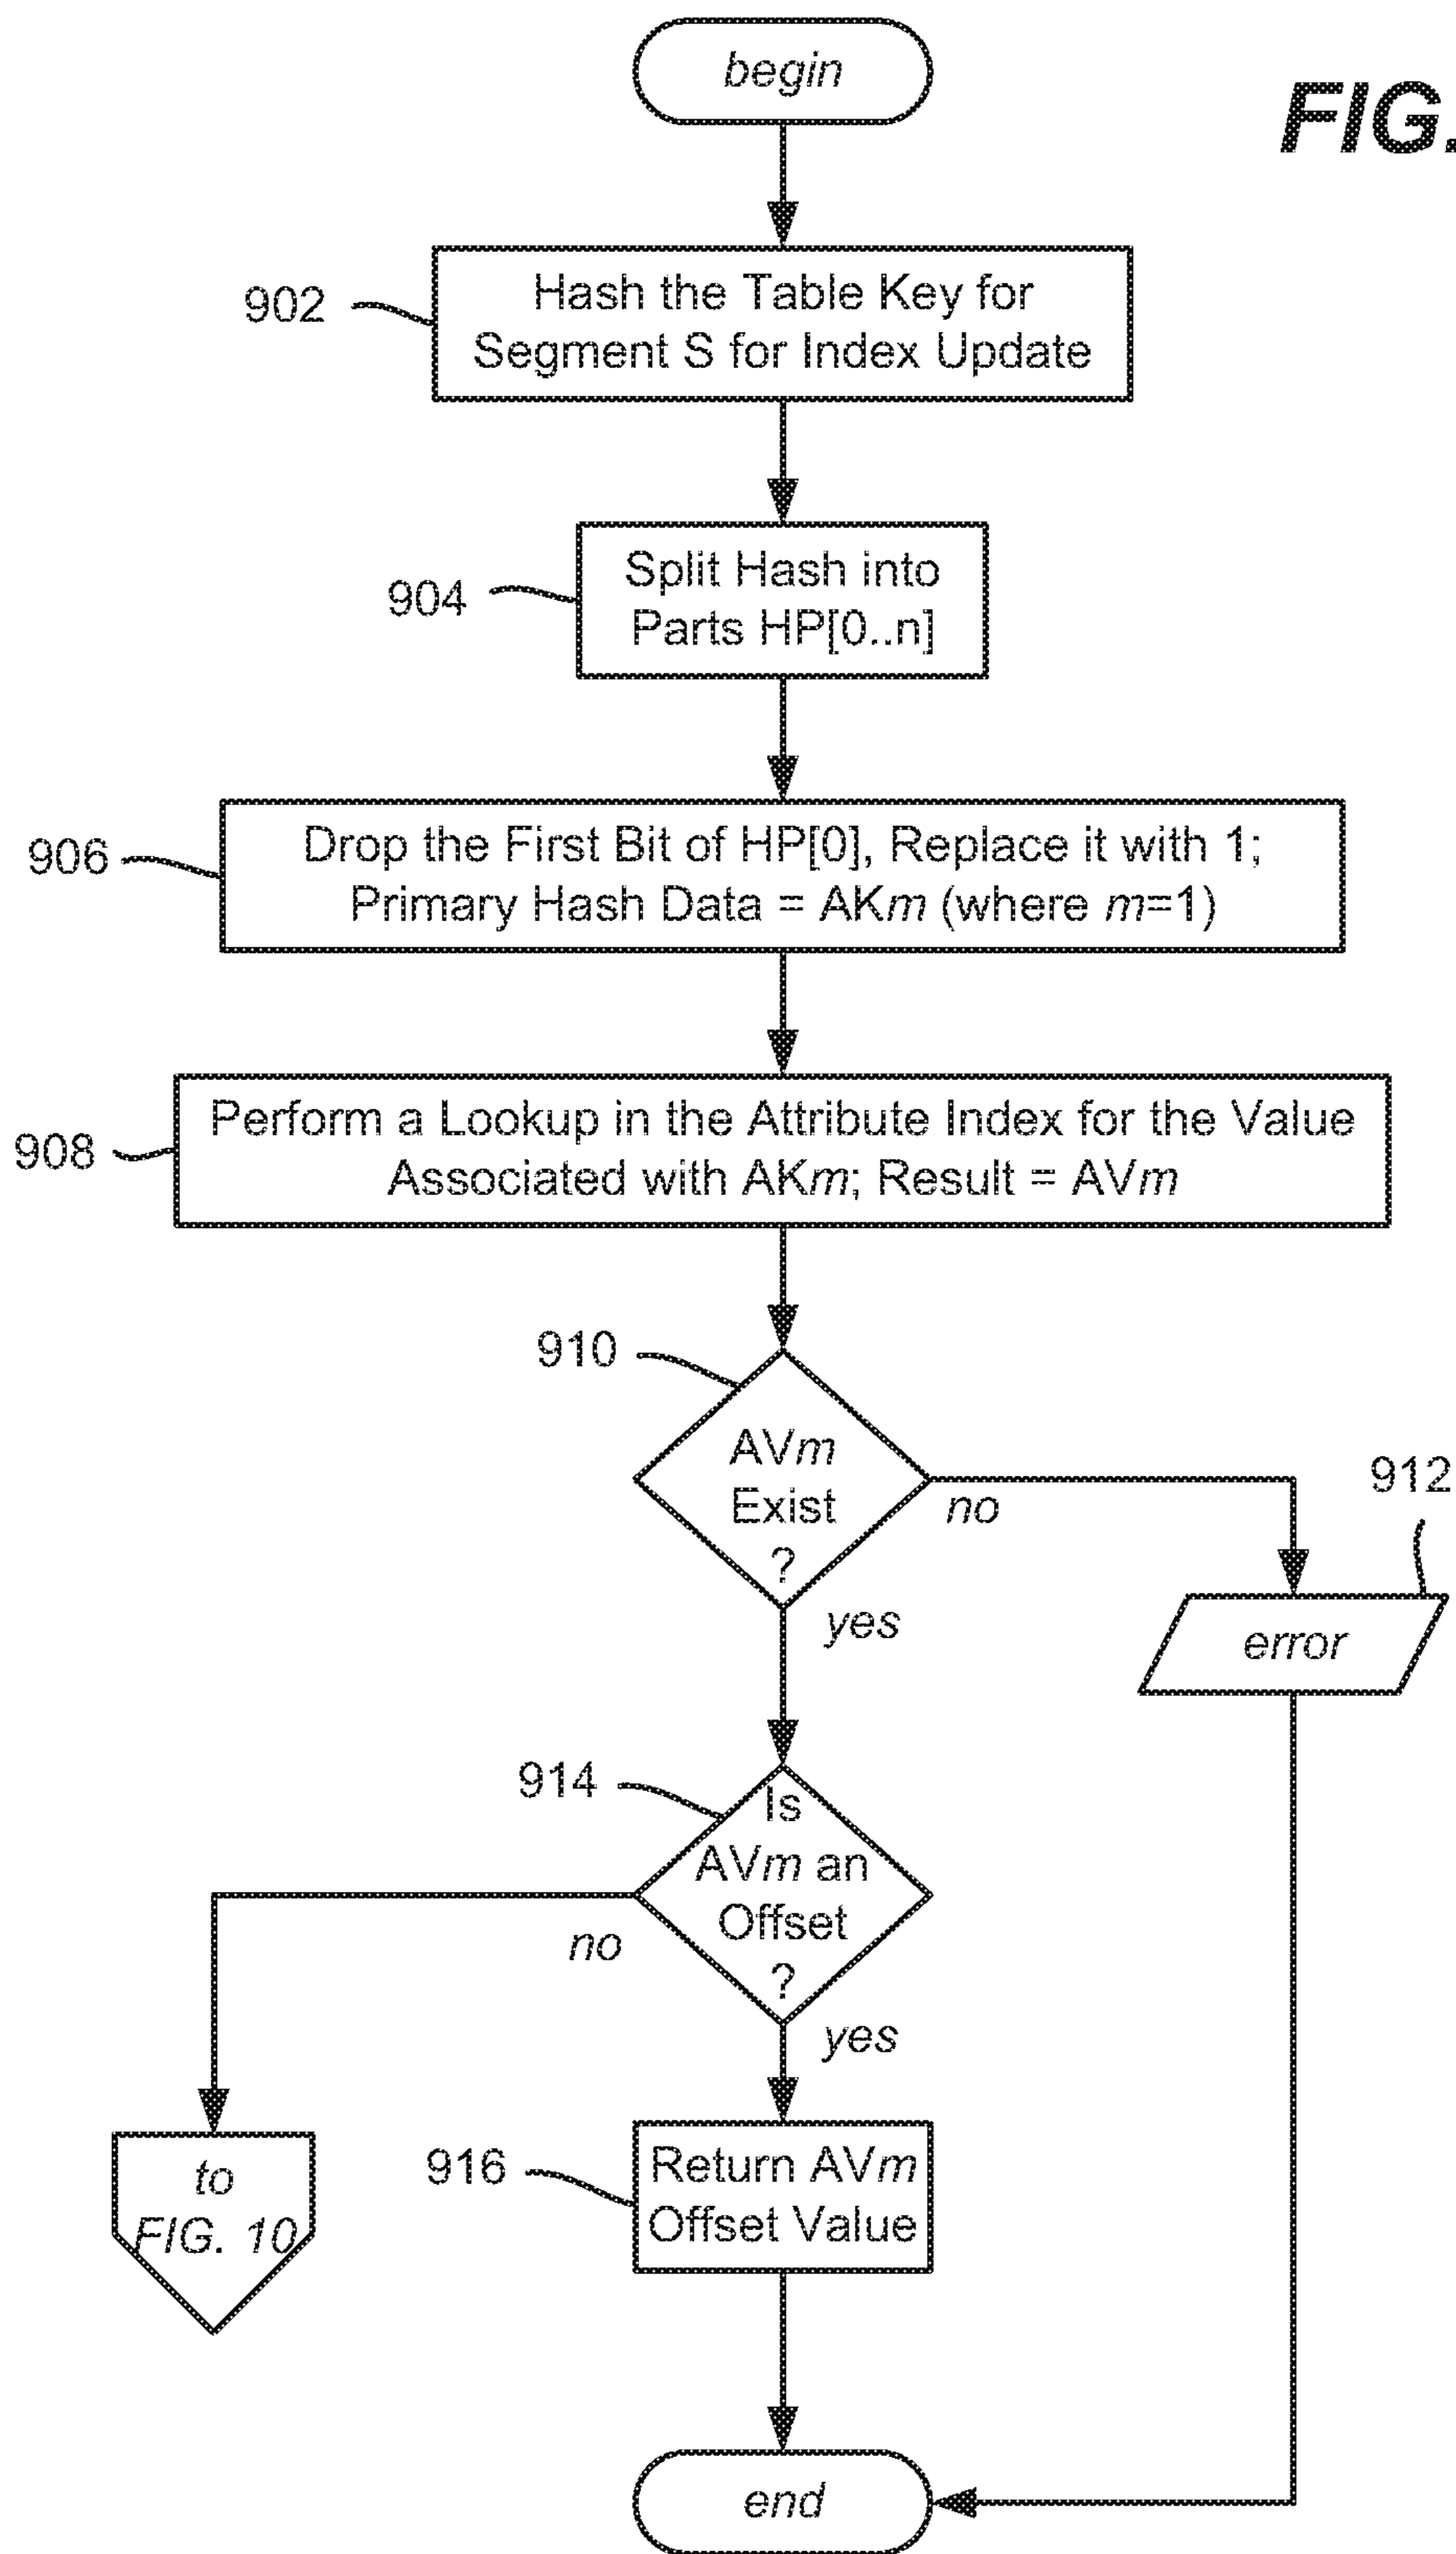 begin
FIG.
902
Hash the Table Key for
Segment S for Index Update
904
Split Hash into
Parts HP[0..n]
906
Drop the First Bit of HP[0], Replace it with 1;
Primary Hash Data = AKm (where m=1)
908
Perform a Lookup in the Attribute Index for the Value
Associated with AKm; Result = AVm
910
AVm
Exist
?
no
yes
912
error
914
Is
AVm an
Offset
?
no
yes
to
FIG. 10
916
Return AVm
Offset Value
end